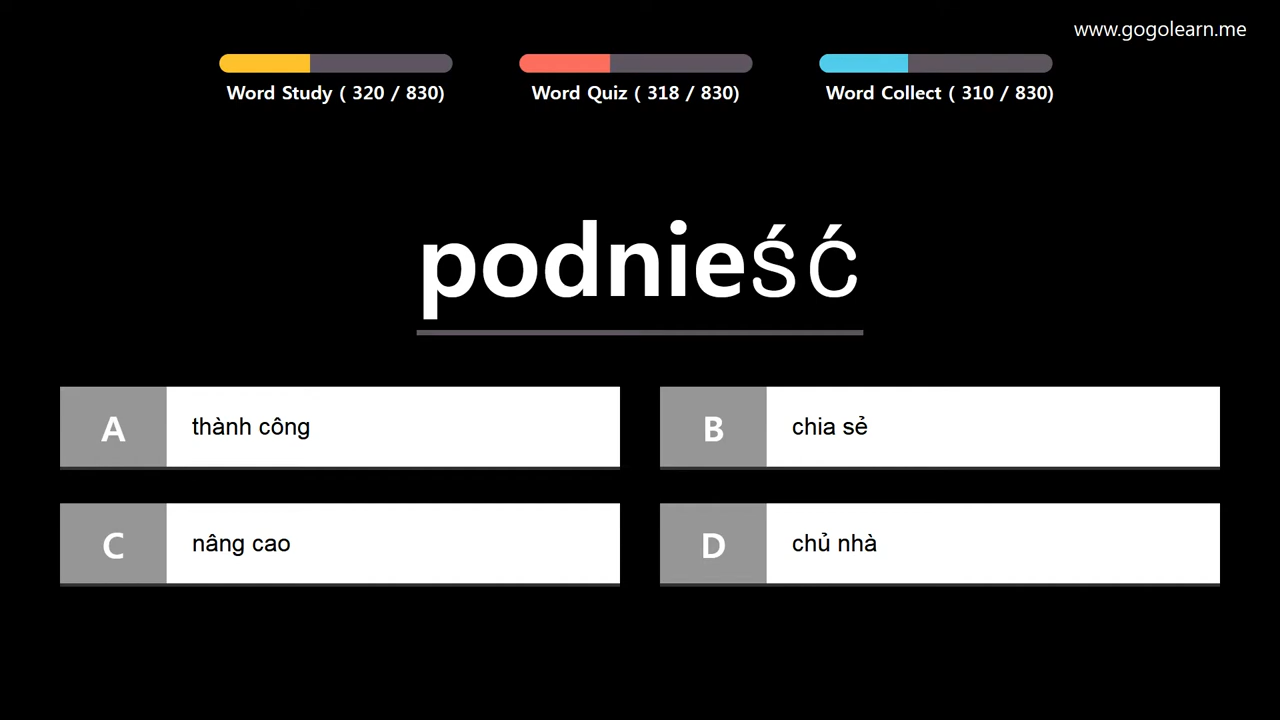 www.gogolearn.me
Word Study ( 320 / 830)
Word Quiz ( 318 / 830)
Word Collect ( 310 / 830)
podnieść
A thành công
B chia sẻ
C nâng cao
D chủ nhà